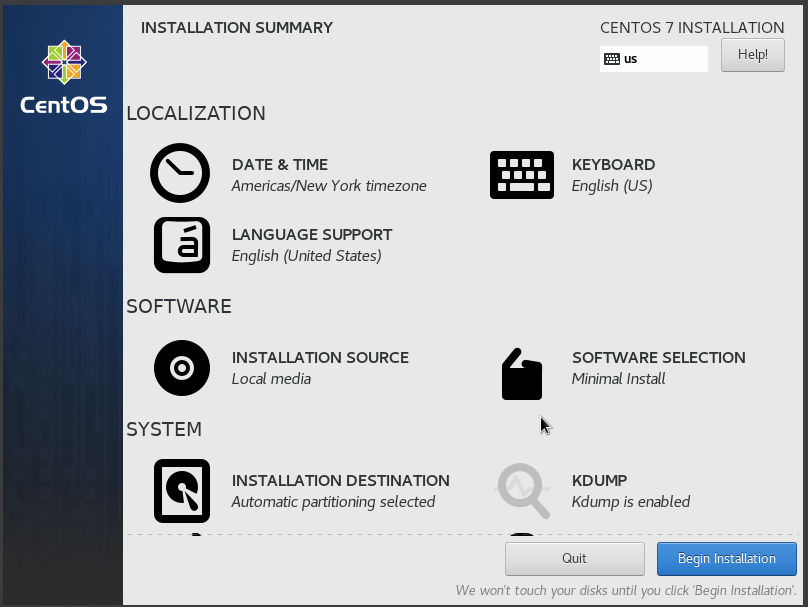 INSTALLATION SUMMARY
CENTOS 7 INSTALLATION
us
Help!
CentOS
LOCALIZATION
DATE & TIME
Americas/New York timezone
KEYBOARD
English (US)
á
LANGUAGE SUPPORT
English (United States)
SOFTWARE
INSTALLATION SOURCE
Local media
SOFTWARE SELECTION
Minimal Install
SYSTEM
INSTALLATION DESTINATION
Automatic partitioning selected
KDUMP
Kdump is enabled
Quit
Begin Installation
We won't touch your disks until you click 'Begin Installation'.